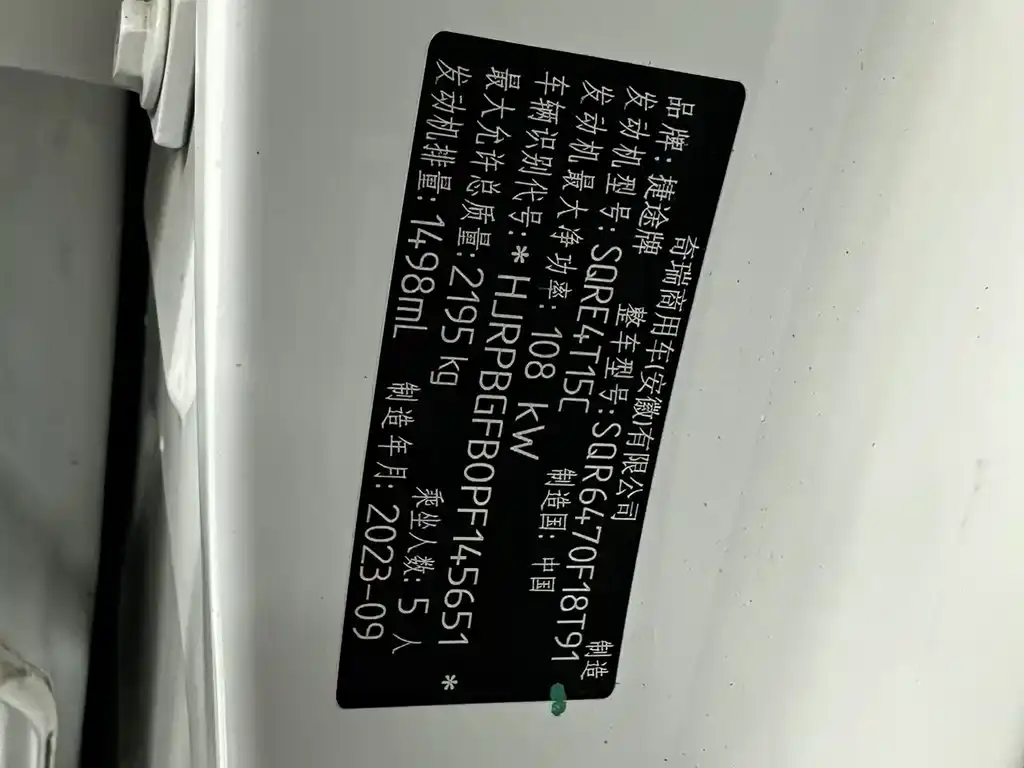 奇瑞商用车(安徽)有限公司 制造
品牌:捷途牌 整车型号:SQR6470F18T91
发动机型号:SQRE4T15C 制造国:中国
发动机最大净功率:108 kW
车辆识别代号:*HJRPBGFB0PF145651*
最大允许总质量:2195 kg 乘坐人数:5 人
发动机排量:1498mL 制造年月:2023-09